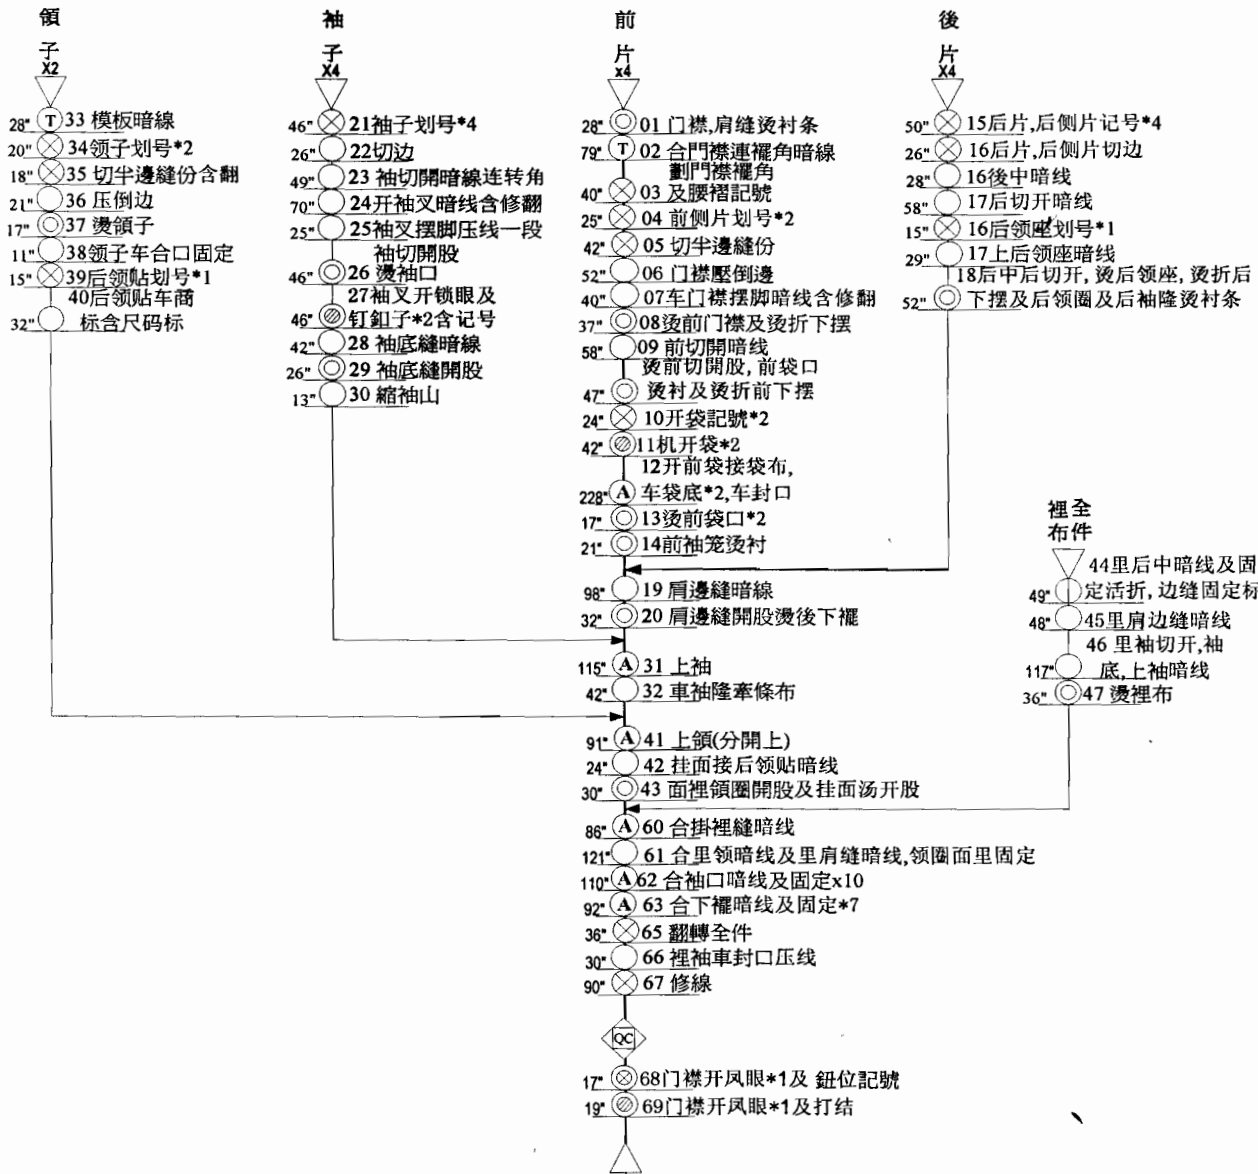 領
子
X2
28" T 33 模板暗線
20" 34领子划号*2
18" 35 切半邊縫份含翻
21" 36 压倒边
17" 37 燙領子
11" 38领子车合口固定
15" 39后领贴划号*1
40后领贴车商
32" 标含尺码标
袖
子
X4
46" 21袖子划号*4
26" 22切边
49" 23 袖切開暗線连转角
70" 24开袖叉暗线含修翻
25" 25袖叉摆脚压线一段
袖切開股
46" 26 燙袖口
27袖叉开锁眼及
46" 钉釦子*2含记号
42" 28 袖底縫暗線
26" 29 袖底縫開股
13" 30 縮袖山
前
片
x4
28" 01 门襟,肩缝烫衬条
79" T 02 合門襟連襬角暗線
劃門襟襬角
40" 03 及腰褶記號
25" 04 前侧片划号*2
42" 05 切半邊縫份
52" 06 门襟壓倒邊
40" 07车门襟摆脚暗线含修翻
37" 08烫前门襟及烫折下摆
58" 09 前切開暗线
烫前切開股,前袋口
47" 烫衬及烫折前下摆
24" 10开袋記號*2
42" 11机开袋*2
12开前袋接袋布,
228" A 车袋底*2,车封口
17" 13烫前袋口*2
21" 14前袖笼烫衬
98" 19 肩邊縫暗線
32" 20 肩邊縫開股燙後下襬
115" A 31 上袖
42" 32 車袖隆牽條布
91" A 41 上領(分開上)
24" 42 挂面接后领贴暗线
30" 43 面裡領圈開股及挂面汤开股
86" A 60 合掛裡縫暗线
121" 61 合里领暗线及里肩缝暗线,领圈面里固定
110" A 62 合袖口暗线及固定x10
92" A 63 合下襬暗线及固定*7
36" 65 翻轉全件
30" 66 裡袖車封口压线
90" 67 修線
QC
17" 68门襟开凤眼*1及 鈕位記號
19" 69门襟开凤眼*1及打结
後
片
X4
50" 15后片,后侧片记号*4
26" 16后片,后侧片切边
28" 16後中暗线
58" 17后切开暗线
15" 16后领座划号*1
29" 17上后领座暗线
18后中后切开,烫后领座,烫折后
52" 下摆及后领圈及后袖隆烫衬条
裡全
布件
44里后中暗线及固
49" 定活折,边缝固定标
48" 45里肩边缝暗线
46 里袖切开,袖
117" 底,上袖暗线
36" 47 燙裡布